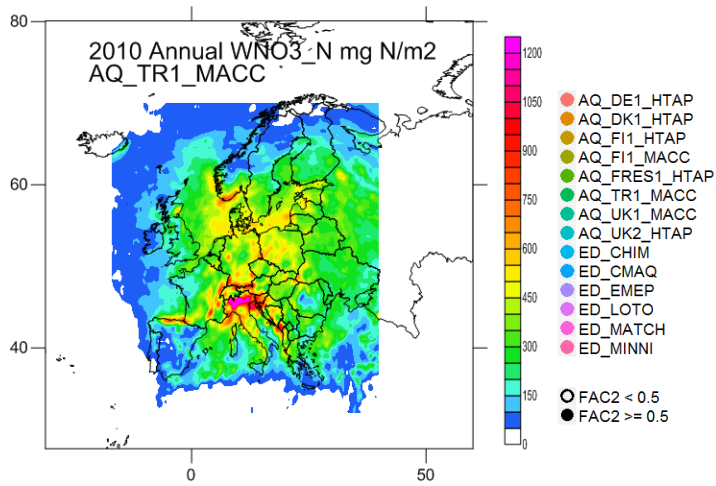 80
2010 Annual WNO3_N mg N/m2
AQ_TR1_MACC
60
40
0
50
1200
1050
900
750
600
450
300
150
0
AQ_DE1_HTAP
AQ_DK1_HTAP
AQ_FI1_HTAP
AQ_FI1_MACC
AQ_FRES1_HTAP
AQ_TR1_MACC
AQ_UK1_MACC
AQ_UK2_HTAP
ED_CHIM
ED_CMAQ
ED_EMEP
ED_LOTO
ED_MATCH
ED_MINNI
FAC2 < 0.5
FAC2 >= 0.5